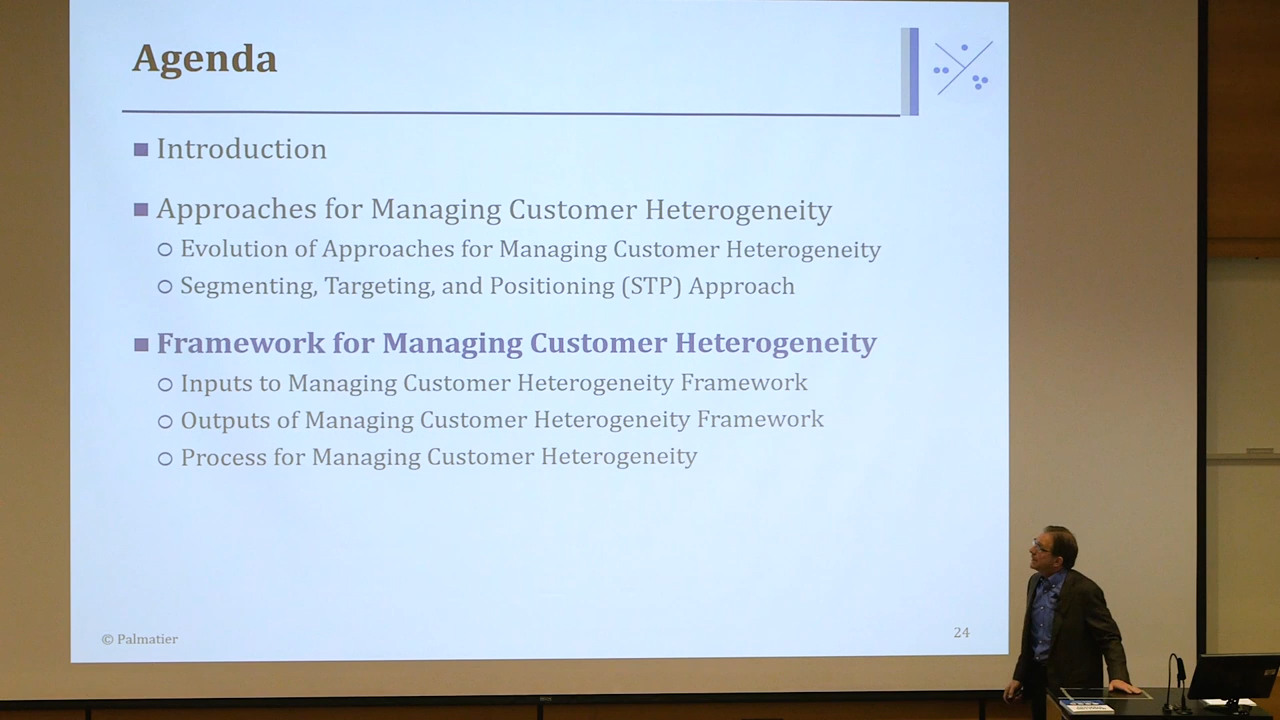 Agenda
Introduction
Approaches for Managing Customer Heterogeneity
Evolution of Approaches for Managing Customer Heterogeneity
Segmenting, Targeting, and Positioning (STP) Approach
Framework for Managing Customer Heterogeneity
Inputs to Managing Customer Heterogeneity Framework
Outputs of Managing Customer Heterogeneity Framework
Process for Managing Customer Heterogeneity
© Palmatier
24